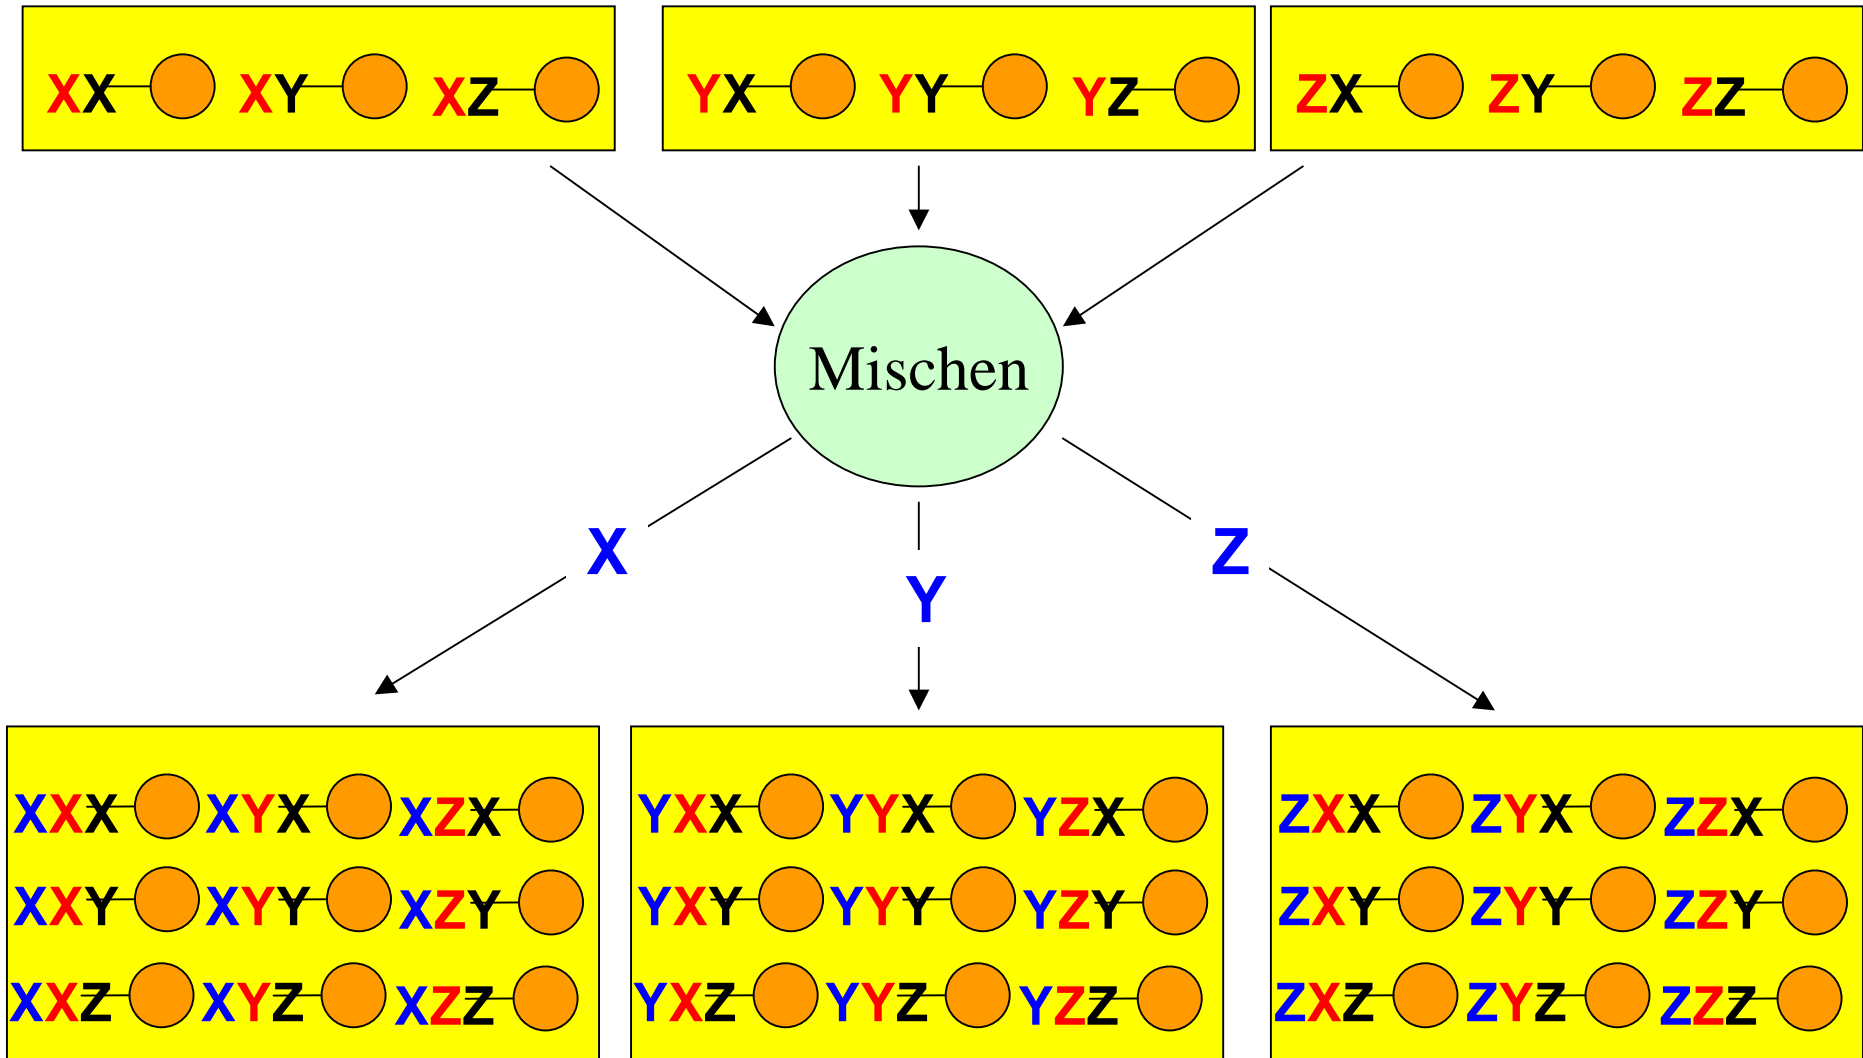 XX XY XZ YX YY YZ ZX ZY ZZ
Mischen
X Y Z
XXX XYX XZX YXX YYX YZX ZXX ZYX ZZX
XXY XYY XZY YXY YYY YZY ZXY ZYY ZZY
XXZ XYZ XZZ YXZ YYZ YZZ ZXZ ZYZ ZZZ